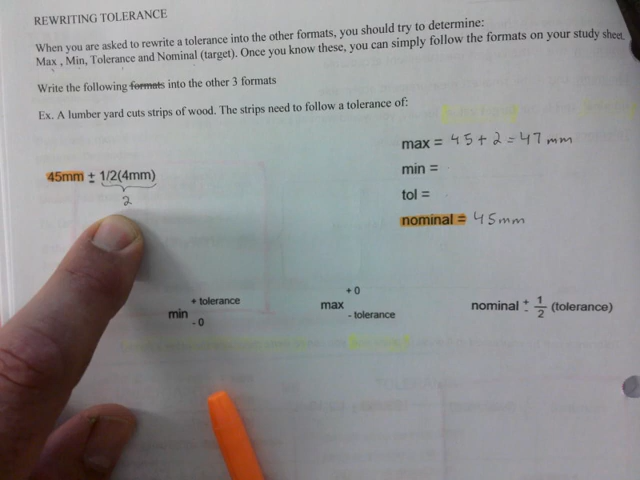 REWRITING TOLERANCE
When you are asked to rewrite a tolerance into the other formats, you should try to determine:
Max , Min, Tolerance and Nominal (target). Once you know these, you can simply follow the formats on your study sheet.
Write the following formats into the other 3 formats
Ex. A lumber yard cuts strips of wood. The strips need to follow a tolerance of:
max = 45 + 2 = 47 mm
45mm ± 1/2(4mm)
2
min =
tol =
nominal = 45mm
min + tolerance
- 0
max + 0
- tolerance
nominal ± 1/2 (tolerance)